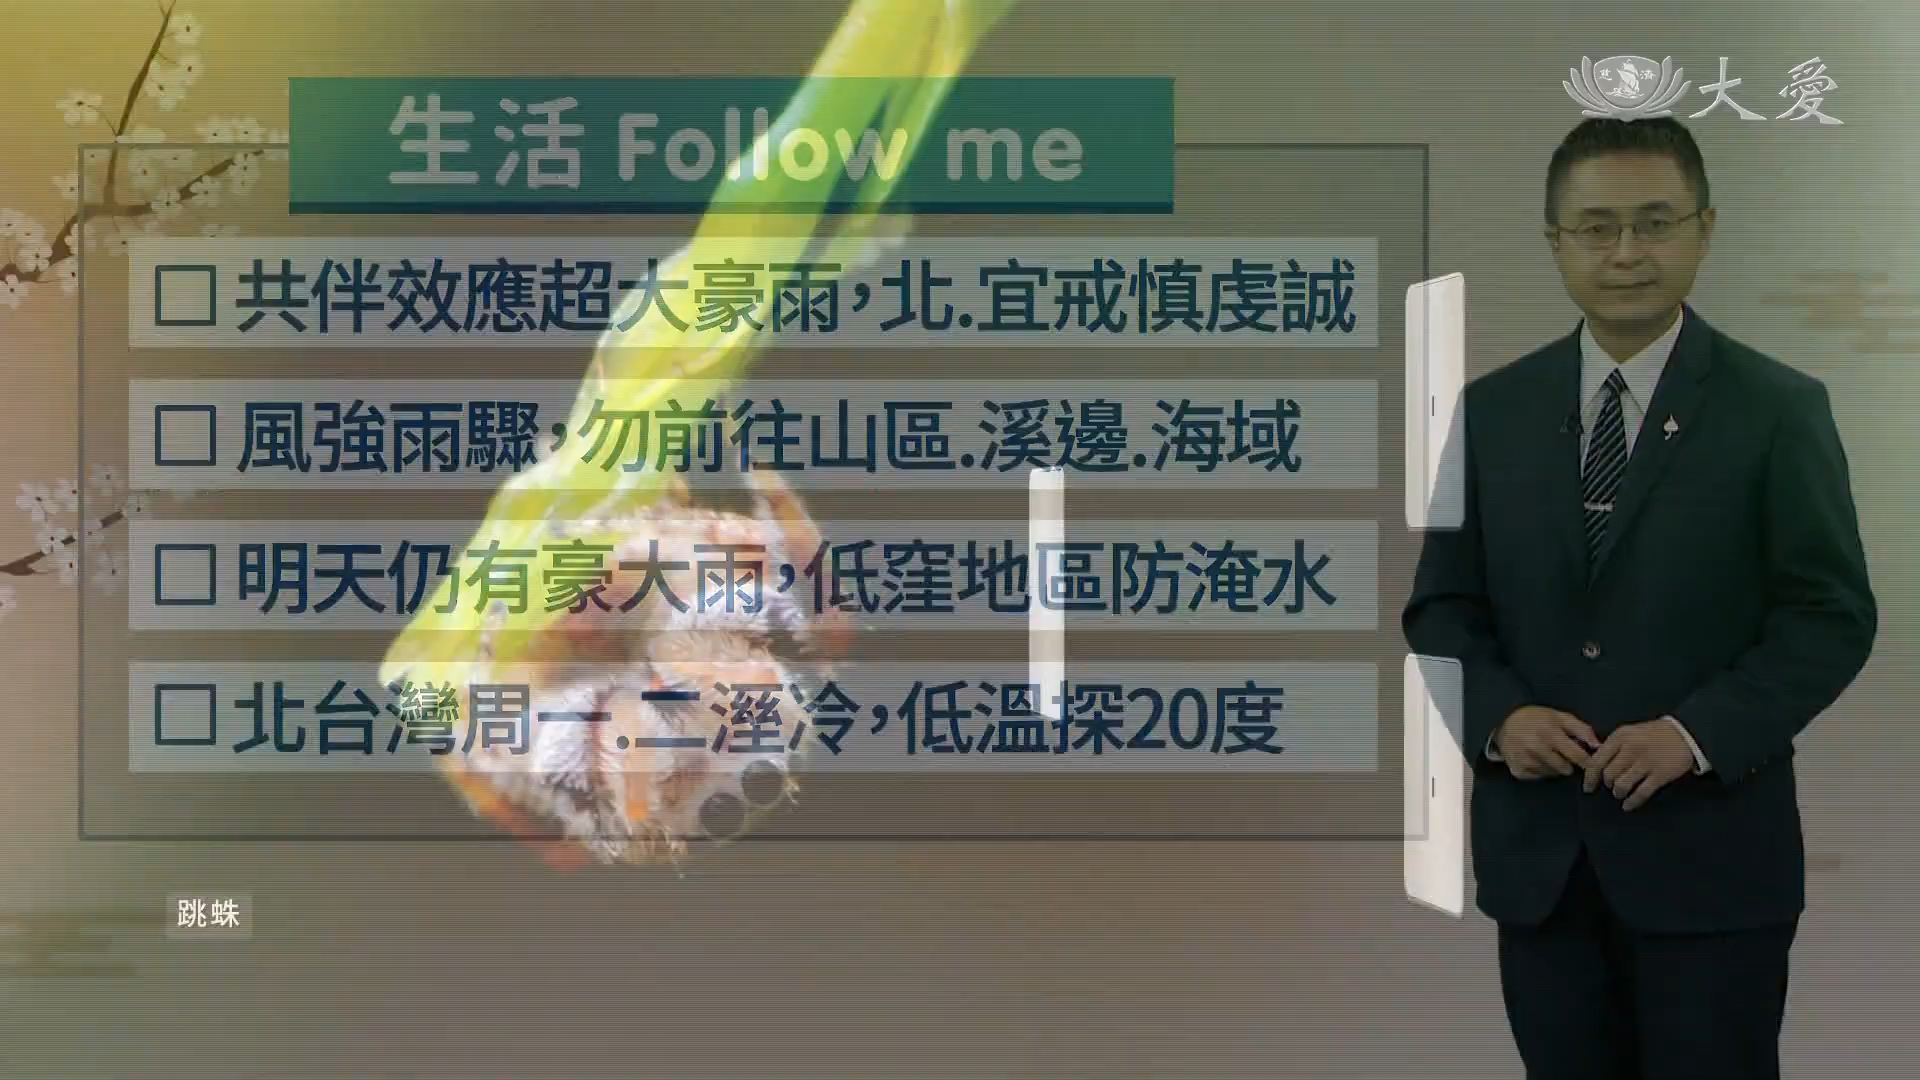 慈濟
大愛
生活 Follow me
共伴效應超大豪雨,北.宜戒慎虔誠
風強雨驟,勿前往山區.溪邊.海域
明天仍有豪大雨,低窪地區防淹水
北台灣周一.二溼冷,低溫探20度
跳蛛